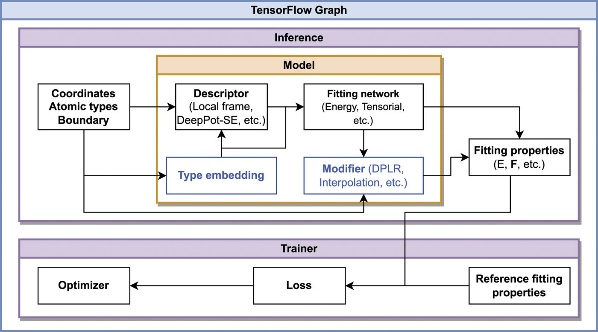 TensorFlow Graph
Inference
Model
Coordinates
Atomic types
Boundary
Descriptor
(Local frame,
DeepPot-SE, etc.)
Fitting network
(Energy, Tensorial,
etc.)
Type embedding
Modifier (DPLR,
Interpolation, etc.)
Fitting properties
(E, F, etc.)
Trainer
Optimizer
Loss
Reference fitting
properties